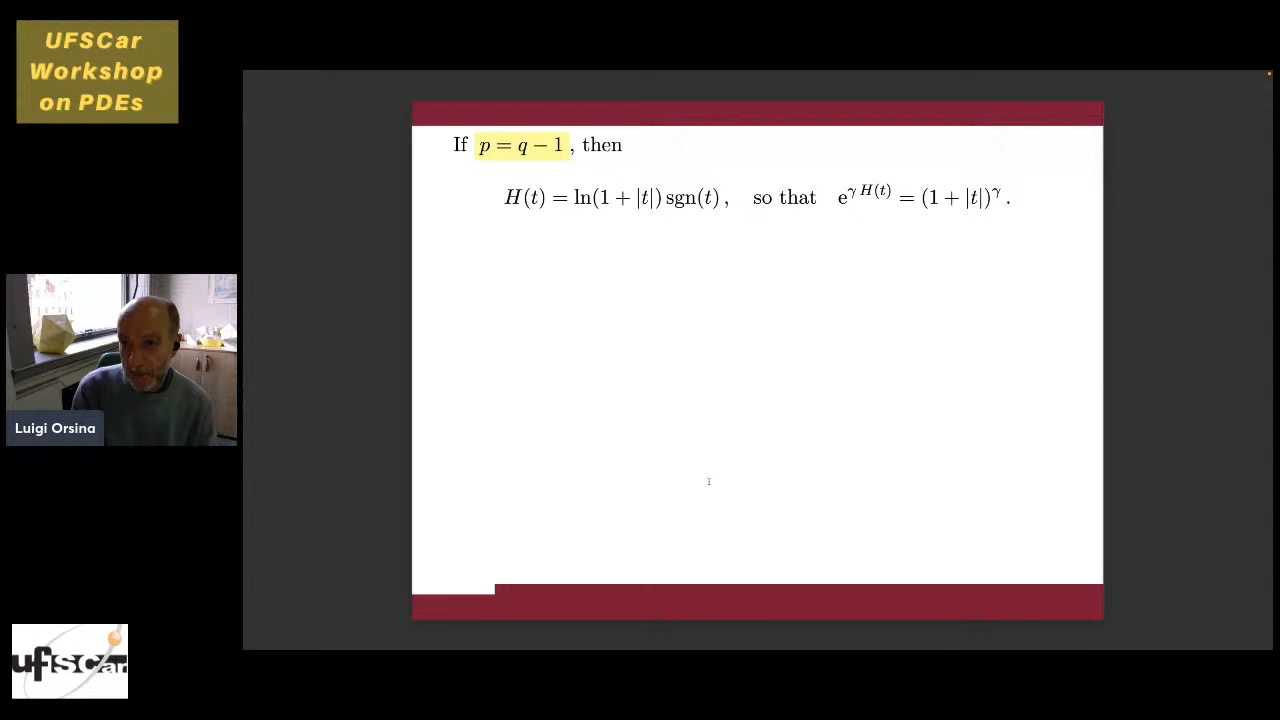 UFSCar
Workshop
on PDEs
If p = q − 1 , then
H(t) = ln(1 + |t|) sgn(t) , so that e^{γ H(t)} = (1 + |t|)^γ .
Luigi Orsina
ufscar